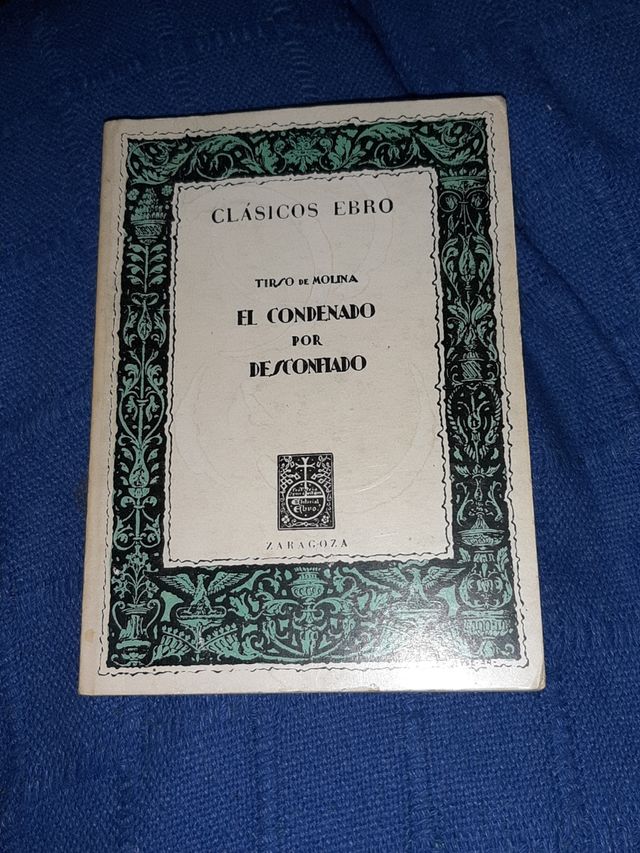 CLÁSICOS EBRO
TIRSO DE MOLINA
EL CONDENADO
POR
DESCONFIADO
Editorial
Ebro
ZARAGOZA